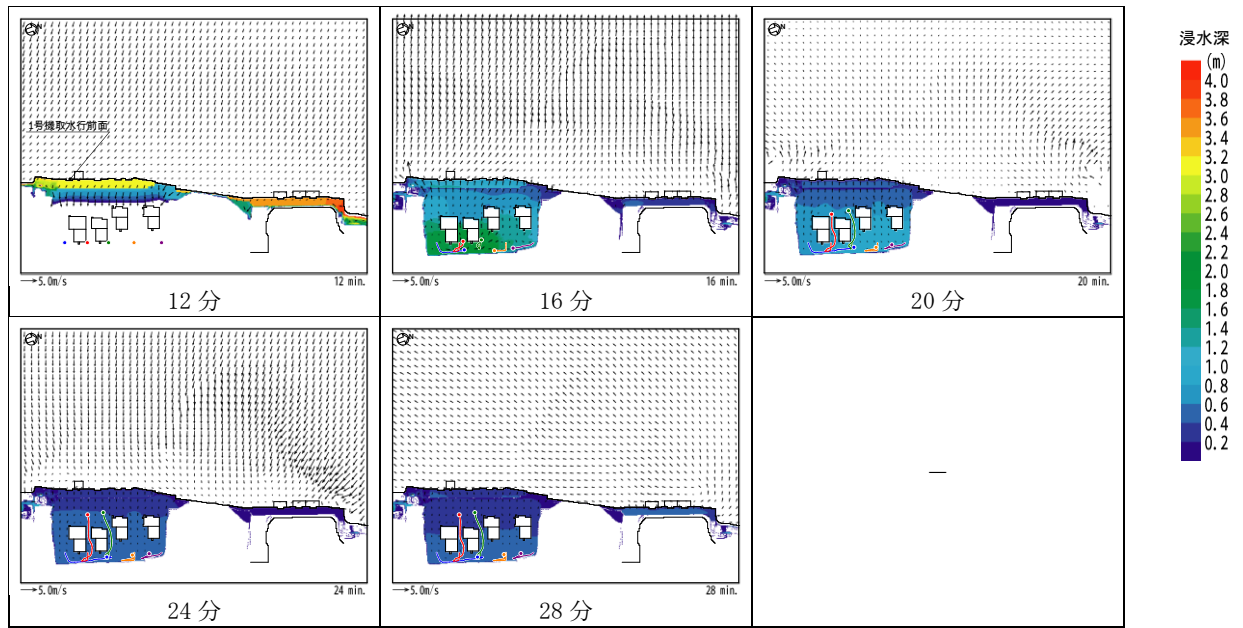 浸水深
(m)
4.0
3.8
3.6
3.4
3.2
3.0
2.8
2.6
2.4
2.2
2.0
1.8
1.6
1.4
1.2
1.0
0.8
0.6
0.4
0.2
N
1号機取水行前面
5.0m/s
12 min.
12 分
N
5.0m/s
16 min.
16 分
N
5.0m/s
20 min.
20 分
N
5.0m/s
24 min.
24 分
N
5.0m/s
28 min.
28 分
—